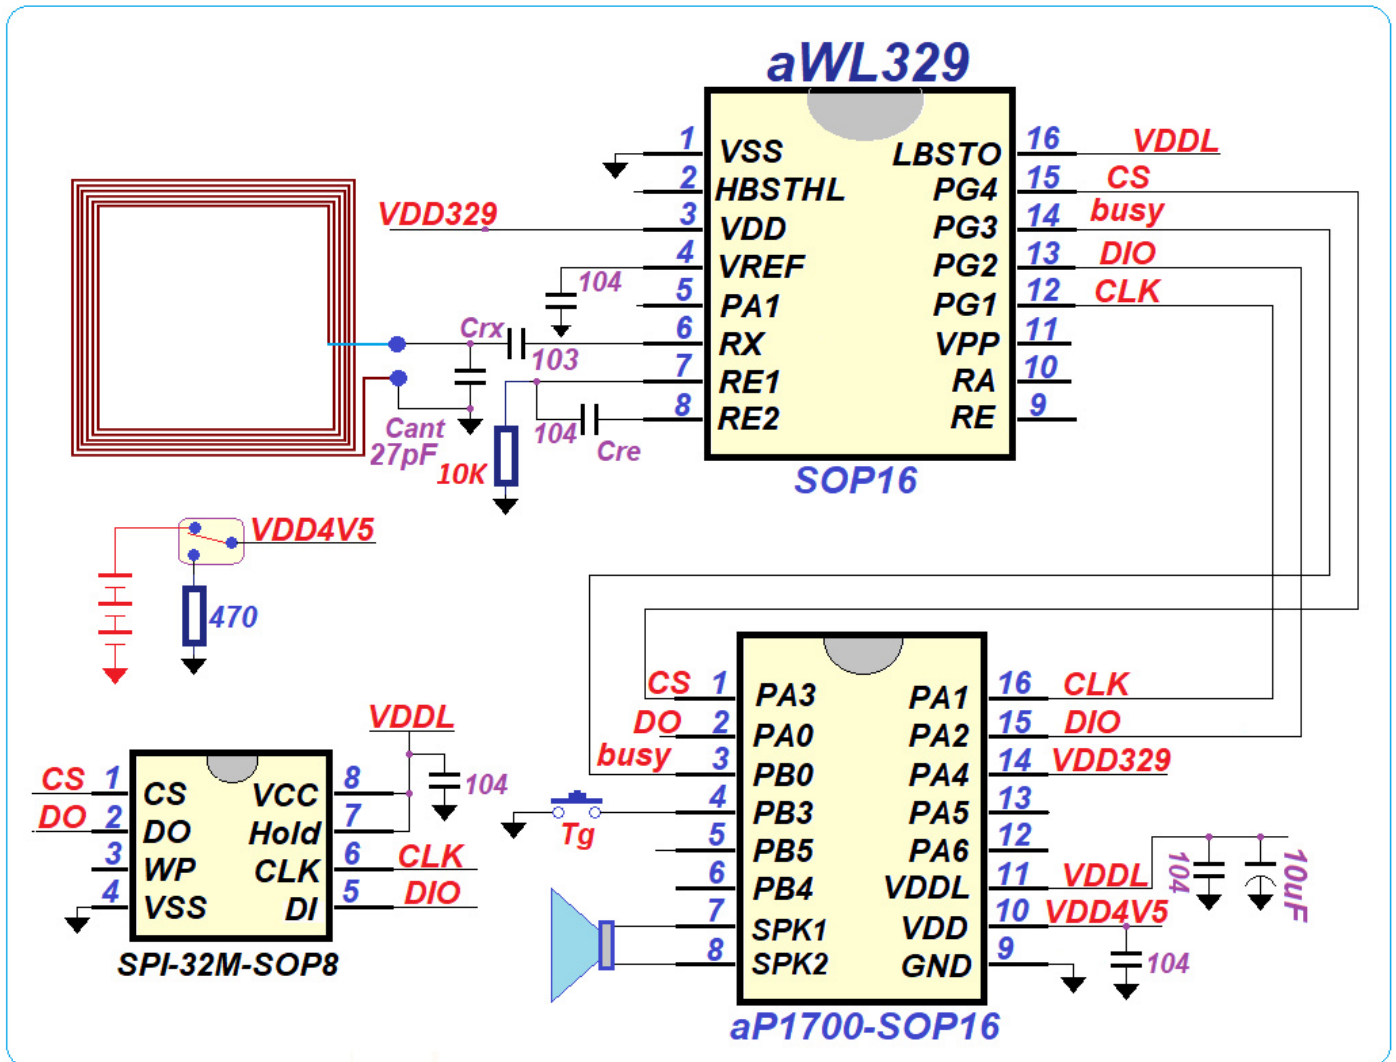 aWL329
1 VSS
2 HBSTHL
VDD329 3 VDD
4 VREF
104
5 PA1
Crx 103 6 RX
7 RE1
8 RE2
Cant
27pF
10K
104
Cre
LBSTO 16 VDDL
PG4 15 CS
PG3 14 busy
PG2 13 DIO
PG1 12 CLK
VPP 11
RA 10
RE 9
SOP16
VDD4V5
470
VDDL
104
CS 1 CS
DO 2 DO
3 WP
4 VSS
VCC 8
Hold 7
CLK 6 CLK
DI 5 DIO
SPI-32M-SOP8
CS 1 PA3
DO 2 PA0
busy 3 PB0
4 PB3
Tg
5 PB5
6 PB4
7 SPK1
8 SPK2
PA1 16 CLK
PA2 15 DIO
PA4 14 VDD329
PA5 13
PA6 12
VDDL 11 VDDL
104
10uF
VDD 10 VDD4V5
GND 9
104
aP1700-SOP16